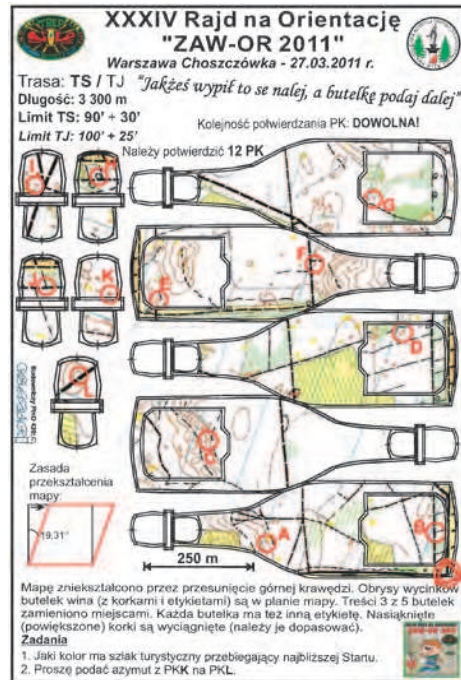 XXXIV Rajd na Orientację
"ZAW-OR 2011"
Warszawa Choszczówka - 27.03.2011 r.
Trasa: TS / TJ
"Jakżeś wypił to se nalej, a butelkę podaj dalej"
Długość: 3 300 m
Limit TS: 90' + 30'
Limit TJ: 100' + 25'
Kolejność potwierdzania PK: DOWOLNA!
Należy potwierdzić 12 PK
I
G
F
K
E
D
L
C
A
B
Zasada
przekształcenia
mapy:
19,31°
250 m
Mapę zniekształcono przez przesunięcie górnej krawędzi. Obrysy wycinków
butelek wina (z korkami i etykietami) są w planie mapy. Treści 3 z 5 butelek
zamieniono miejscami. Każda butelka ma też inną etykietę. Nasiąknięte
(powiększone) korki są wyciągnięte (należy je dopasować).
Zadania
1. Jaki kolor ma szlak turystyczny przebiegający najbliższej Startu.
2. Proszę podać azymut z PKK na PKL.